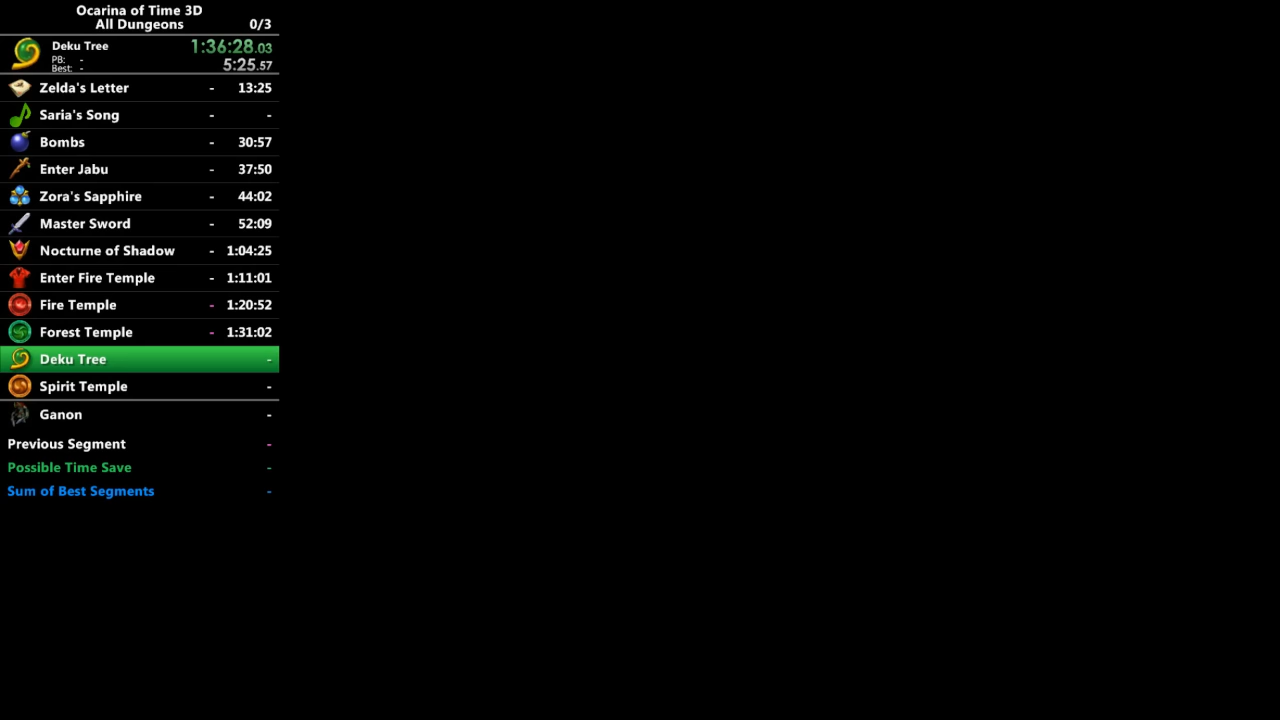 Ocarina of Time 3D
All Dungeons 0/3
Deku Tree 1:36:28.03
PB: - 5:25.57
Best: -
Zelda's Letter - 13:25
Saria's Song - -
Bombs - 30:57
Enter Jabu - 37:50
Zora's Sapphire - 44:02
Master Sword - 52:09
Nocturne of Shadow - 1:04:25
Enter Fire Temple - 1:11:01
Fire Temple - 1:20:52
Forest Temple - 1:31:02
Deku Tree -
Spirit Temple -
Ganon -
Previous Segment -
Possible Time Save -
Sum of Best Segments -